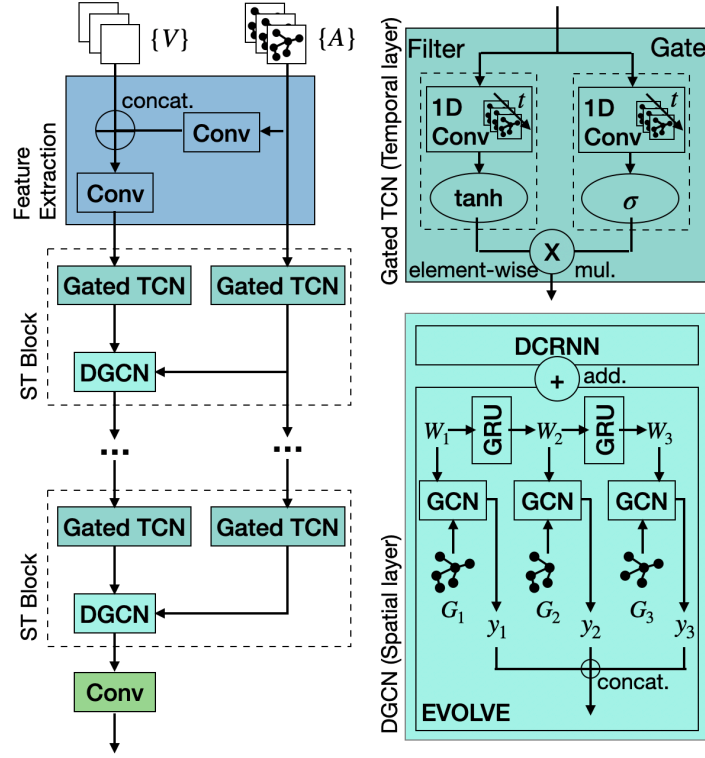 {V}
{A}
concat.
Conv
Conv
Feature
Extraction
Gated TCN
Gated TCN
DGCN
ST Block
...
...
Gated TCN
Gated TCN
DGCN
ST Block
Conv
Gated TCN (Temporal layer)
Filter
Gate
1D
Conv
t
1D
Conv
t
tanh
σ
X
element-wise
mul.
DGCN (Spatial layer)
DCRNN
+
add.
W1
GRU
W2
GRU
W3
GCN
GCN
GCN
G1
G2
G3
y1
y2
y3
concat.
EVOLVE